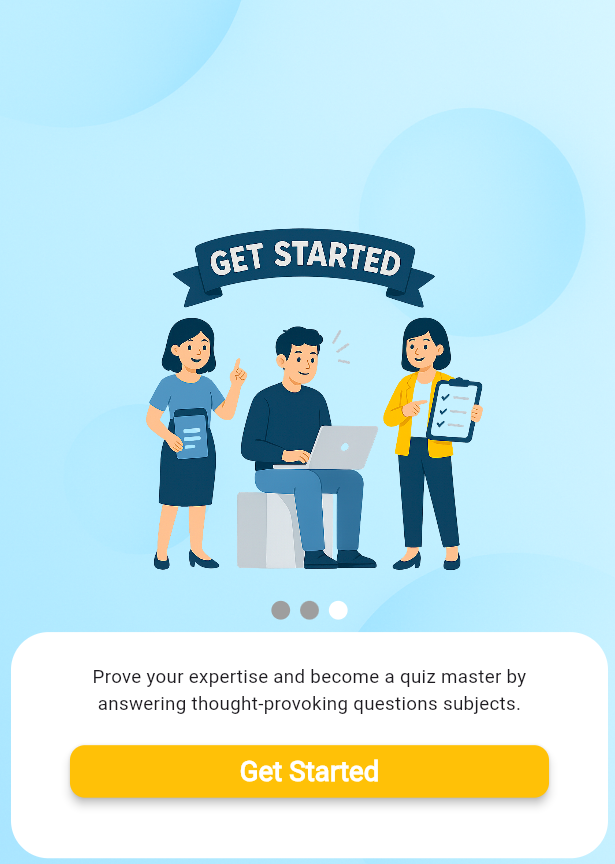 GET STARTED
Prove your expertise and become a quiz master by
answering thought-provoking questions subjects.
Get Started